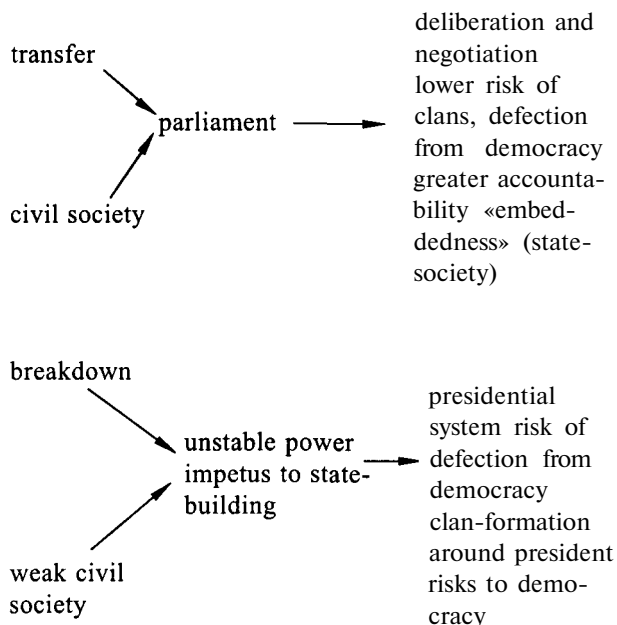 transfer
civil society
parliament
deliberation and
negotiation
lower risk of
clans, defection
from democracy
greater accounta-
bility «embed-
dedness» (state-
society)
breakdown
weak civil
society
unstable power
impetus to state-
building
presidential
system risk of
defection from
democracy
clan-formation
around president
risks to demo-
cracy